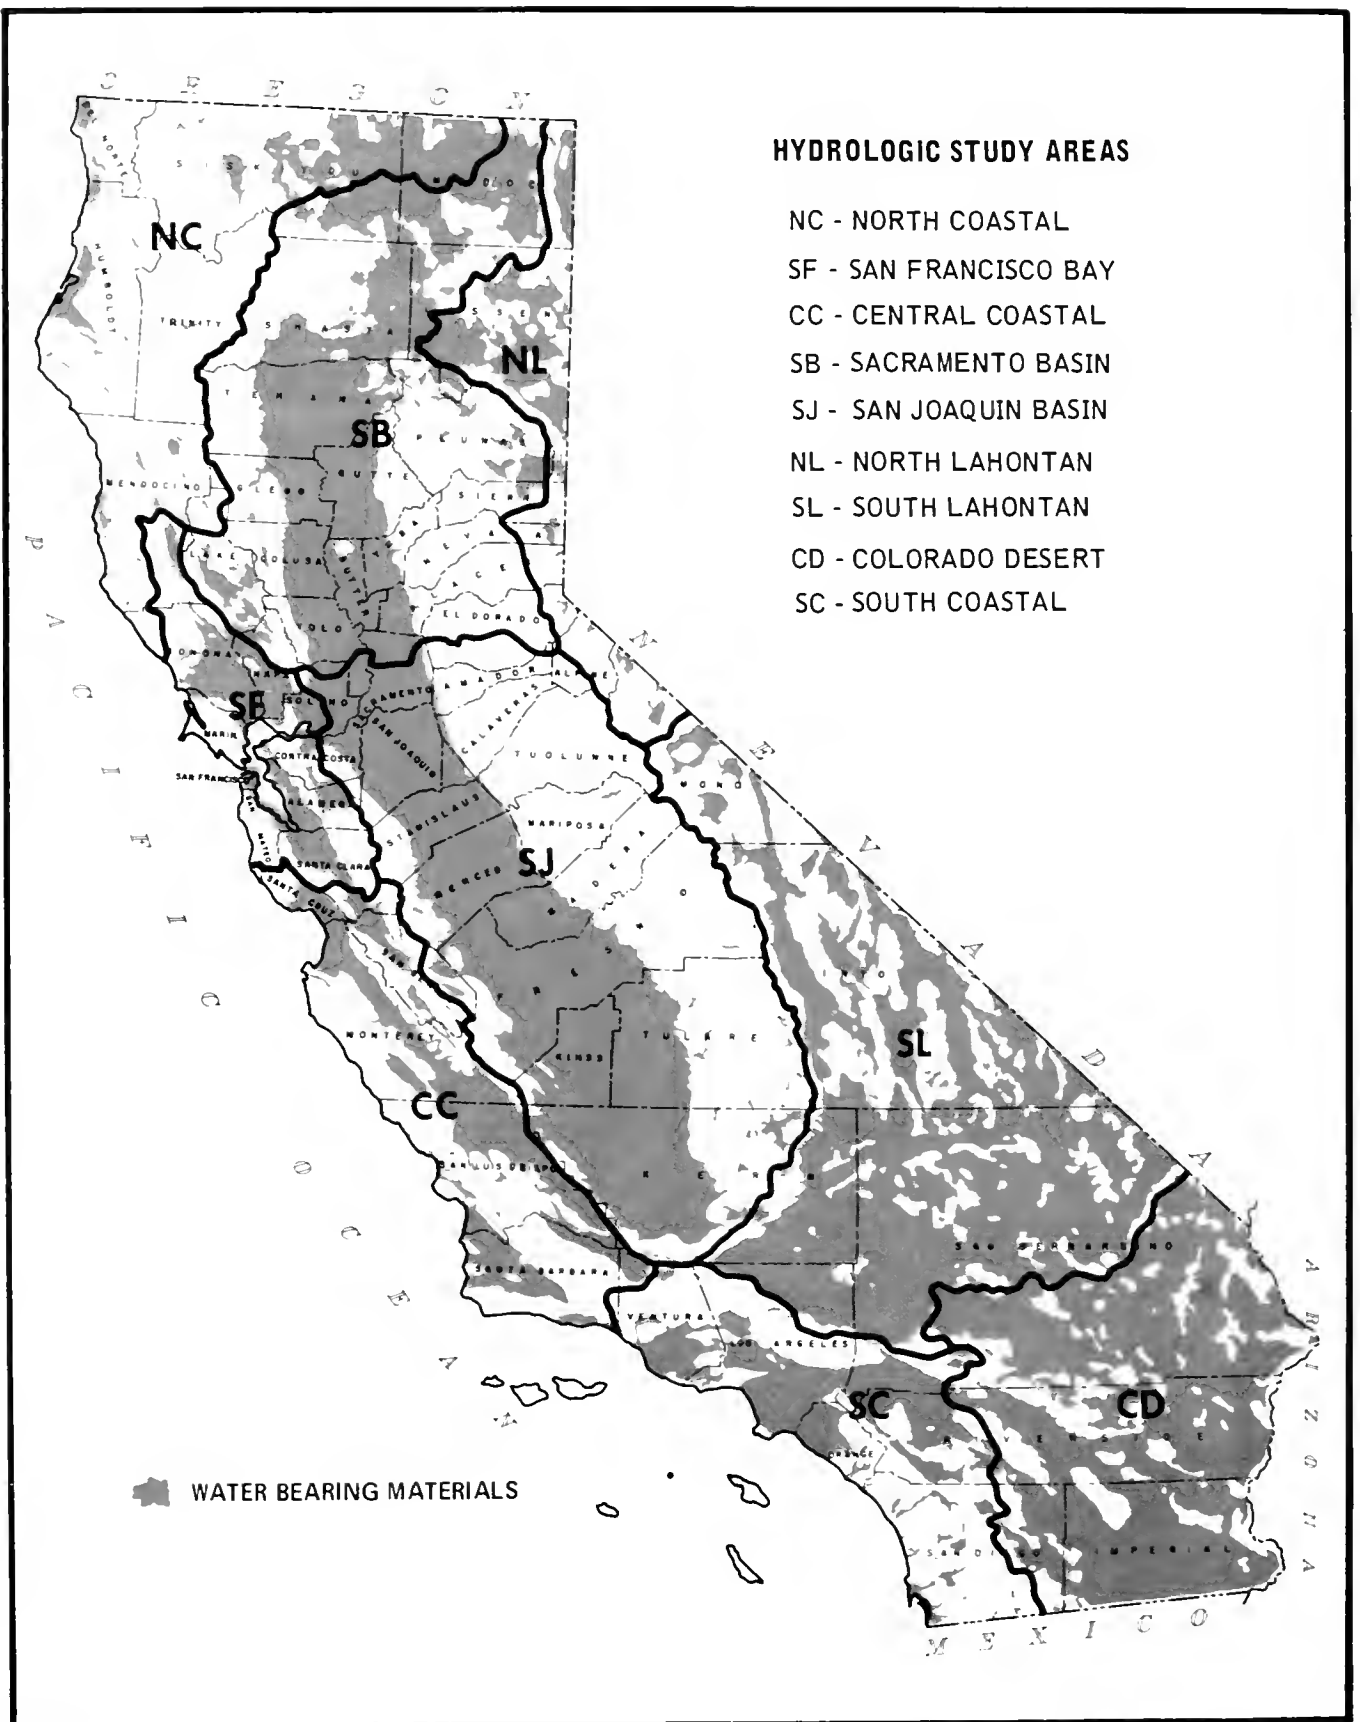 OREGON
HYDROLOGIC STUDY AREAS
NC - NORTH COASTAL
SF - SAN FRANCISCO BAY
CC - CENTRAL COASTAL
SB - SACRAMENTO BASIN
SJ - SAN JOAQUIN BASIN
NL - NORTH LAHONTAN
SL - SOUTH LAHONTAN
CD - COLORADO DESERT
SC - SOUTH COASTAL
NC
HUMBOLDT
TRINITY
SHASTA
NL
TEHAMA
SB
BUTTE
MENDOCINO
GLENN
SIERRA
NEVADA
LAKE
COLUSA
SUTTER
YOLO
EL DORADO
AMADOR
ALPINE
CALAVERAS
SF
SOLANO
MARIN
CONTRA COSTA
SAN JOAQUIN
TUOLUMNE
MONO
SAN FRANCISCO
ALAMEDA
SAN MATEO
STANISLAUS
MARIPOSA
SANTA CLARA
MERCED
SJ
MADERA
SANTA CRUZ
FRESNO
INYO
MONTEREY
KINGS
TULARE
SL
CC
SAN LUIS OBISPO
KERN
SAN BERNARDINO
SANTA BARBARA
VENTURA
LOS ANGELES
SC
CD
ORANGE
RIVERSIDE
SAN DIEGO
IMPERIAL
PACIFIC
OCEAN
NEVADA
ARIZONA
MEXICO
WATER BEARING MATERIALS